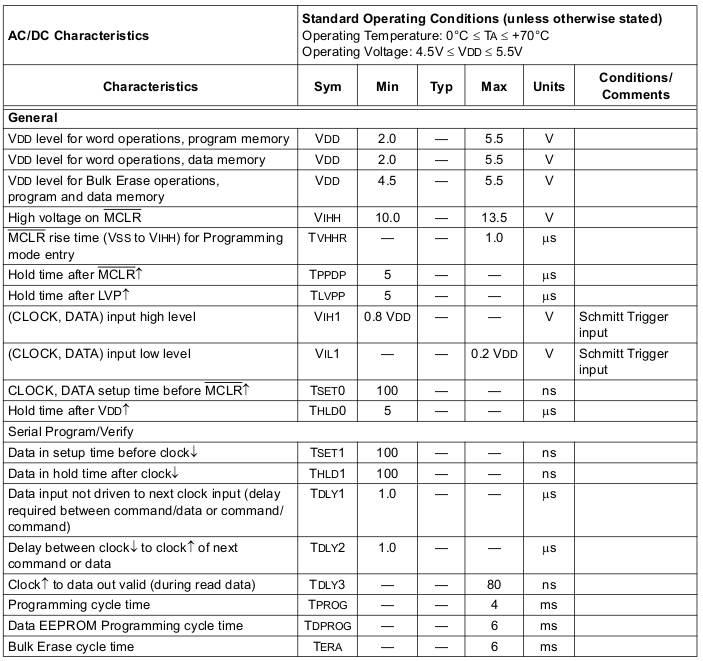 AC/DC Characteristics
Standard Operating Conditions (unless otherwise stated)
Operating Temperature: 0°C ≤ TA ≤ +70°C
Operating Voltage: 4.5V ≤ VDD ≤ 5.5V
Characteristics Sym Min Typ Max Units Conditions/
Comments
General
VDD level for word operations, program memory VDD 2.0 — 5.5 V
VDD level for word operations, data memory VDD 2.0 — 5.5 V
VDD level for Bulk Erase operations, VDD 4.5 — 5.5 V
program and data memory
High voltage on MCLR VIHH 10.0 — 13.5 V
MCLR rise time (VSS to VIHH) for Programming TVHHR — — 1.0 μs
mode entry
Hold time after MCLR↑ TPPDP 5 — — μs
Hold time after LVP↑ TLVPP 5 — — μs
(CLOCK, DATA) input high level VIH1 0.8 VDD — — V Schmitt Trigger
input
(CLOCK, DATA) input low level VIL1 — — 0.2 VDD V Schmitt Trigger
input
CLOCK, DATA setup time before MCLR↑ TSET0 100 — — ns
Hold time after VDD↑ THLD0 5 — — μs
Serial Program/Verify
Data in setup time before clock↓ TSET1 100 — — ns
Data in hold time after clock↓ THLD1 100 — — ns
Data input not driven to next clock input (delay TDLY1 1.0 — — μs
required between command/data or command/
command)
Delay between clock↓ to clock↑ of next TDLY2 1.0 — — μs
command or data
Clock↑ to data out valid (during read data) TDLY3 — — 80 ns
Programming cycle time TPROG — — 4 ms
Data EEPROM Programming cycle time TDPROG — — 6 ms
Bulk Erase cycle time TERA — — 6 ms